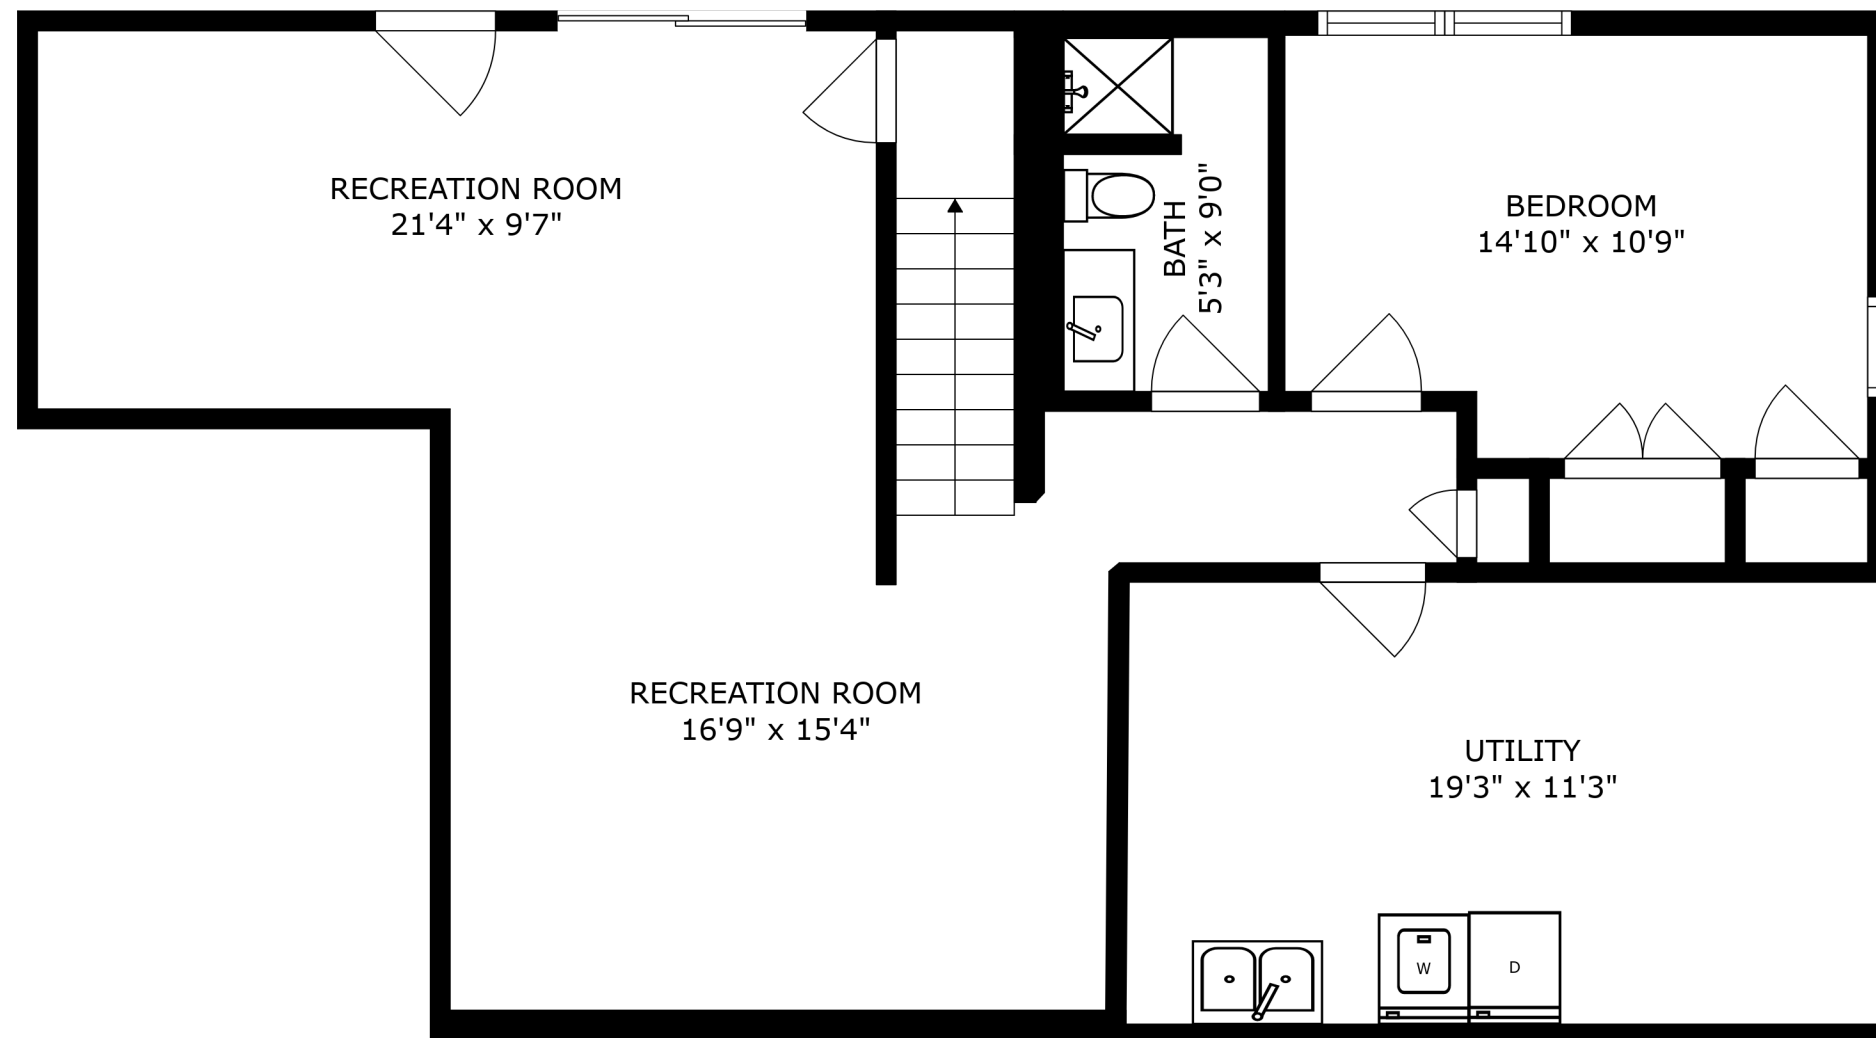 RECREATION ROOM
21'4" x 9'7"
BATH
5'3" x 9'0"
BEDROOM
14'10" x 10'9"
RECREATION ROOM
16'9" x 15'4"
UTILITY
19'3" x 11'3"
W
D